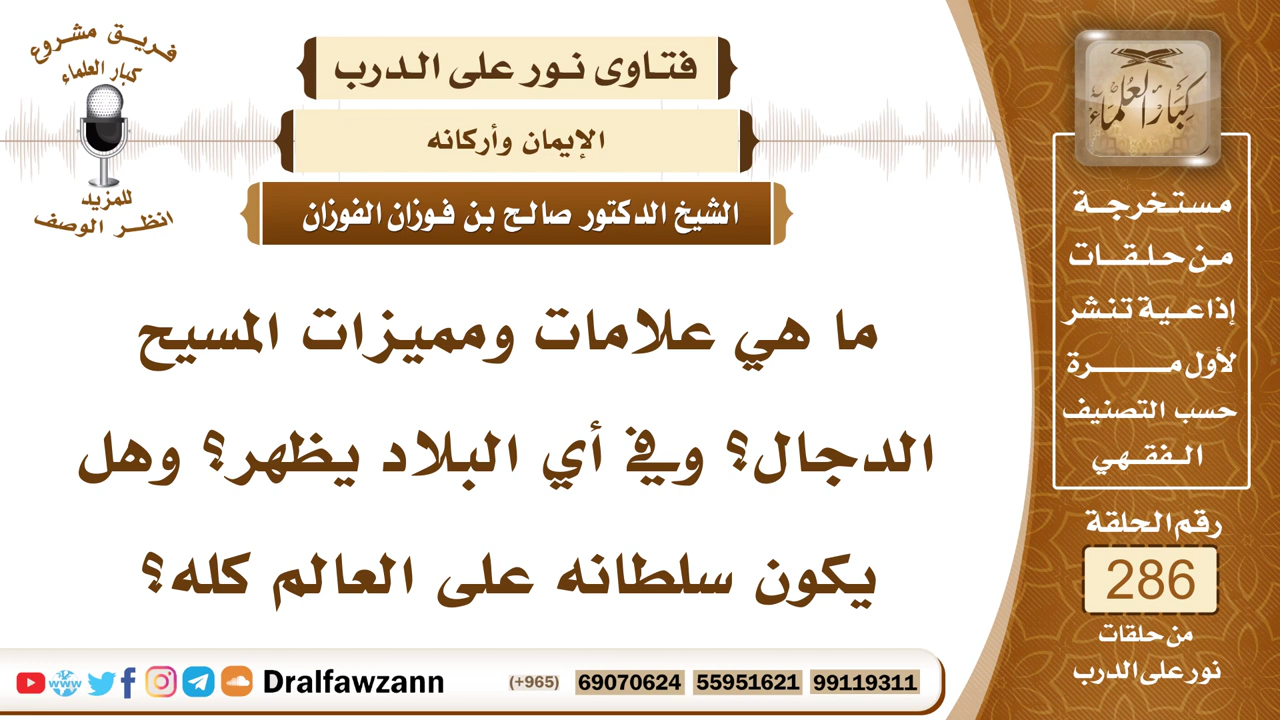 فريق مشروع
كبار العلماء
للمزيد
انظر الوصف
فتاوى نور على الدرب
الإيمان وأركانه
الشيخ الدكتور صالح بن فوزان الفوزان
ما هي علامات ومميزات المسيح
الدجال؟ وفي أي البلاد يظهر؟ وهل
يكون سلطانه على العالم كله؟
كبار العلماء
مستخرجة
من حلقات
إذاعية تنشر
لأول مرة
حسب التصنيف
الفقهي
رقم الحلقة
286
من حلقات
نور على الدرب
www Dralfawzann (+965) 69070624 55951621 99119311